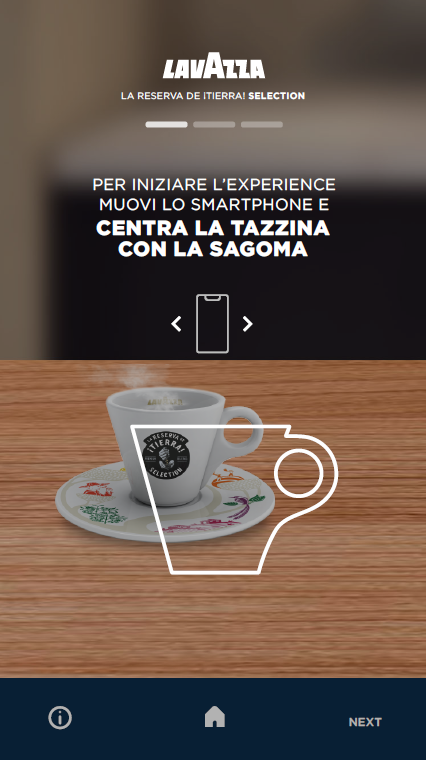 LAVAZZA
LA RESERVA DE ¡TIERRA! SELECTION
PER INIZIARE L'EXPERIENCE
MUOVI LO SMARTPHONE E
CENTRA LA TAZZINA
CON LA SAGOMA
LA RESERVA DE
¡TIERRA!
SELECTION
NEXT